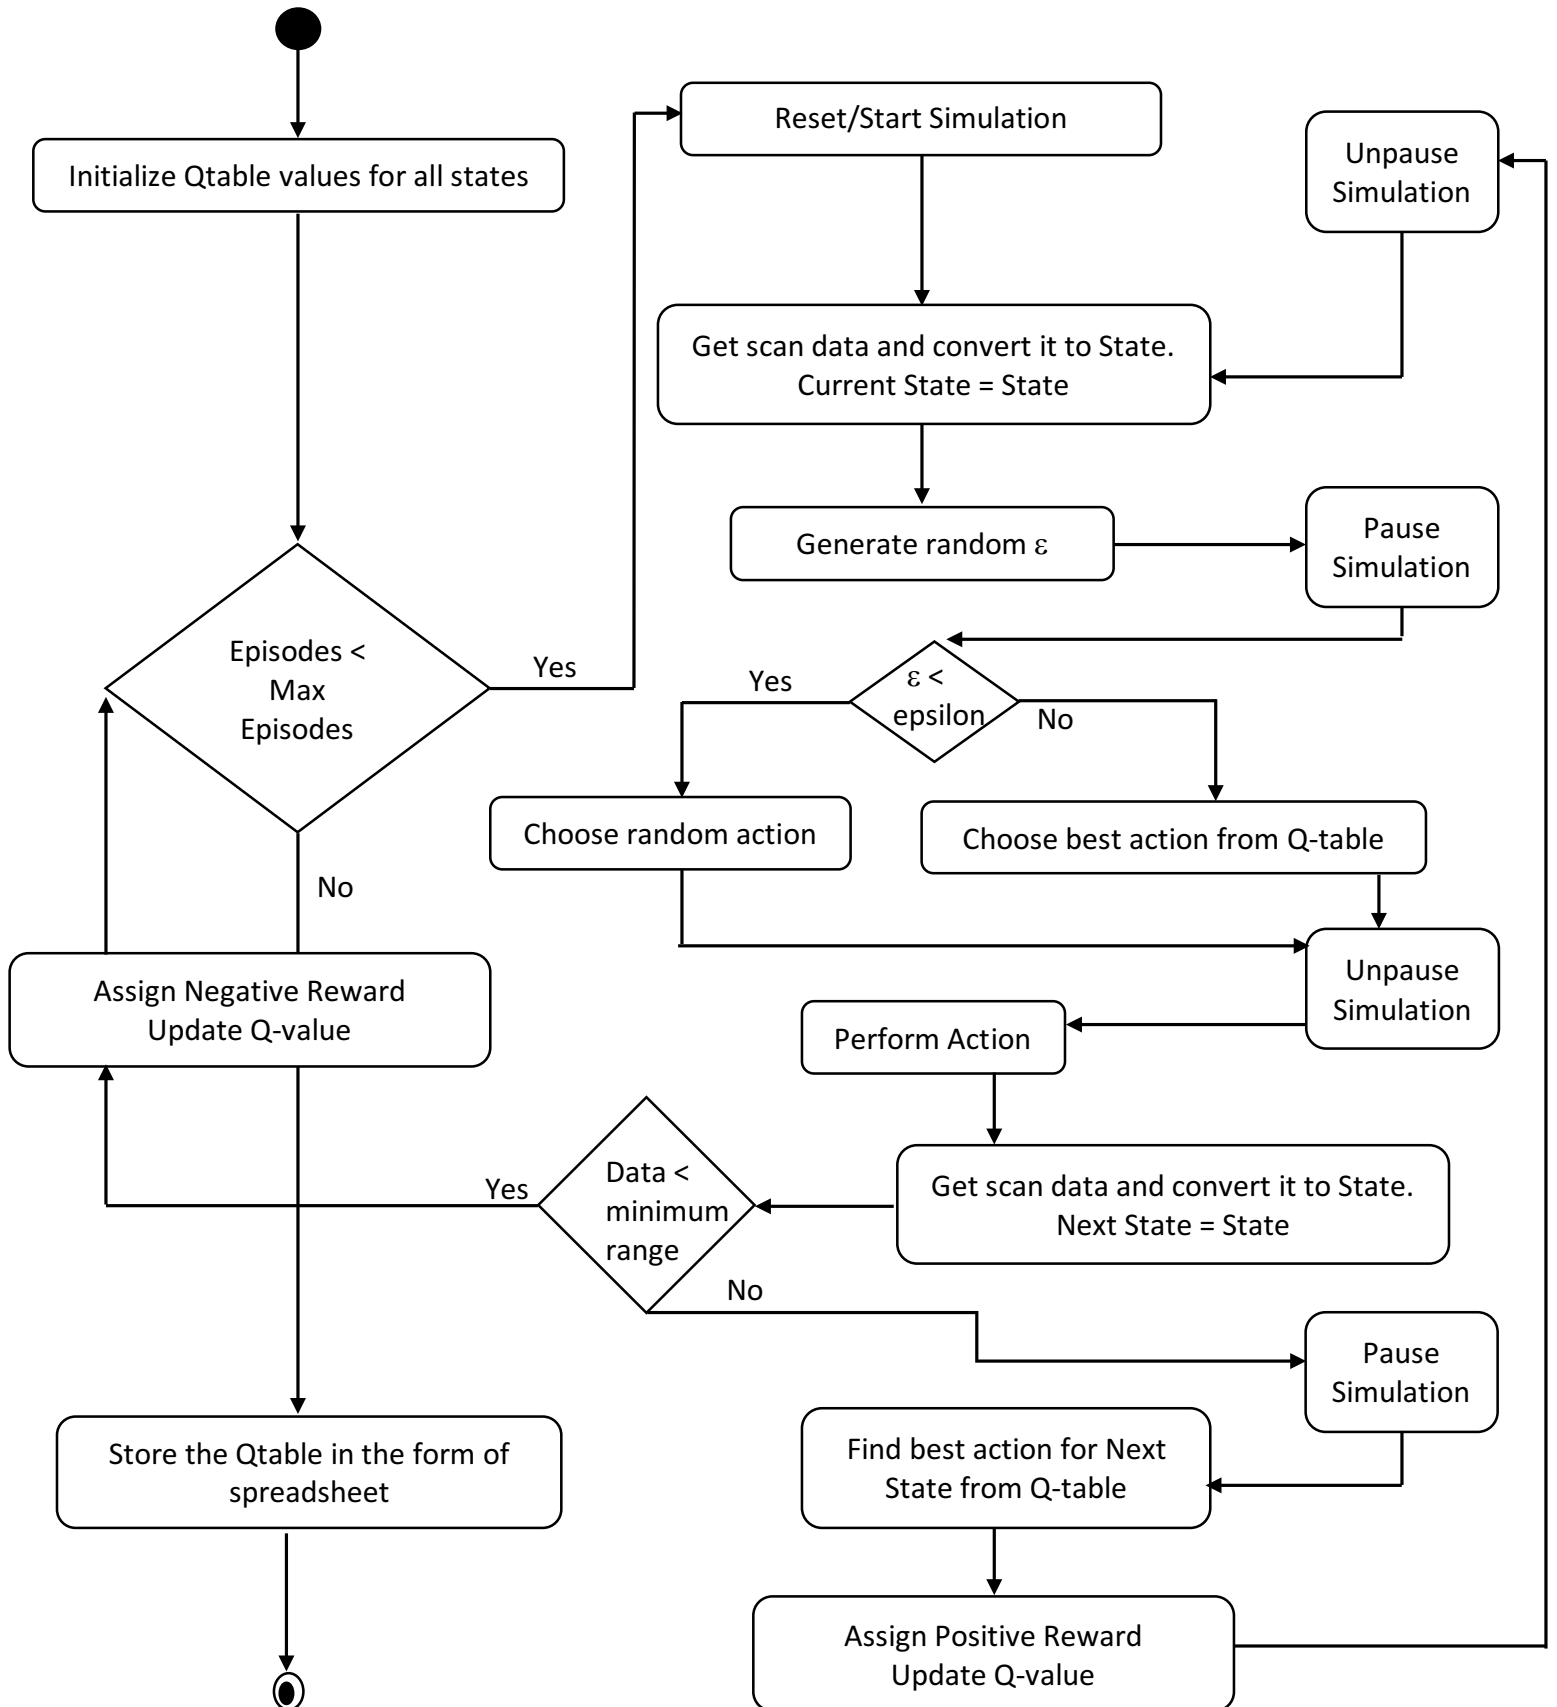 Reset/Start Simulation
Unpause
Simulation
Initialize Qtable values for all states
Get scan data and convert it to State.
Current State = State
Generate random ε
Pause
Simulation
Episodes <
Max
Episodes
Yes
Yes
ε <
epsilon
No
Choose random action
Choose best action from Q-table
No
Assign Negative Reward
Update Q-value
Unpause
Simulation
Perform Action
Yes
Data <
minimum
range
Get scan data and convert it to State.
Next State = State
No
Pause
Simulation
Store the Qtable in the form of
spreadsheet
Find best action for Next
State from Q-table
Assign Positive Reward
Update Q-value